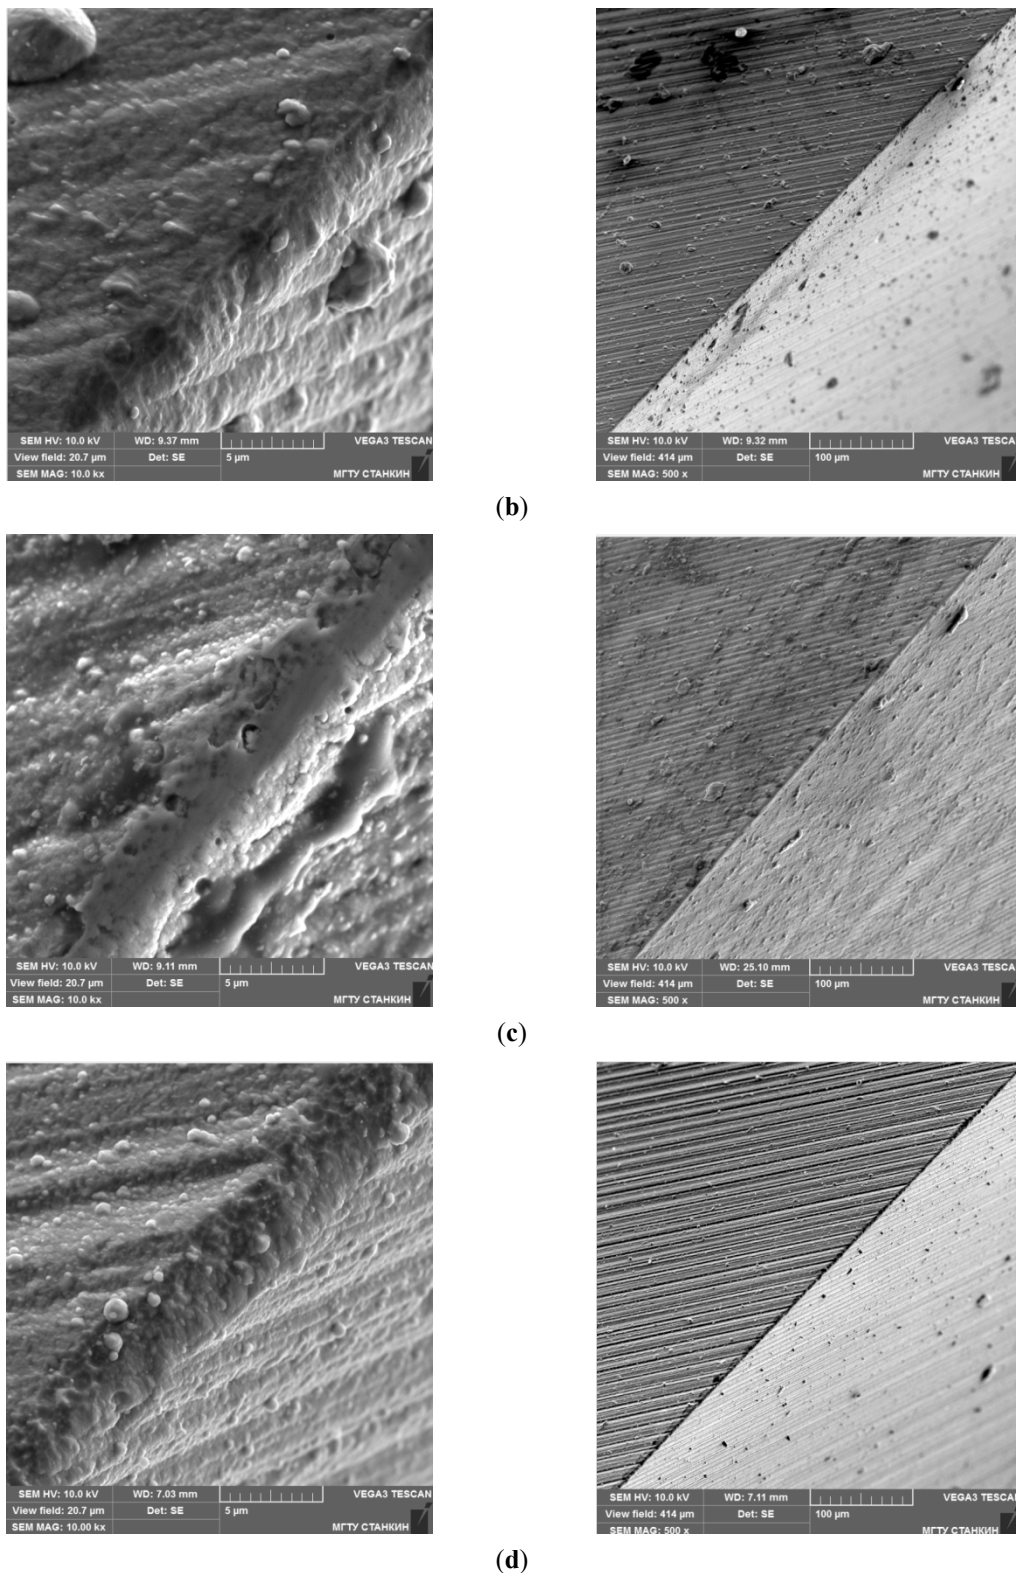 SEM HV: 10.0 kV WD: 9.37 mm VEGA3 TESCAN
View field: 20.7 µm Det: SE 5 µm
SEM MAG: 10.0 kx МГТУ СТАНКИН
SEM HV: 10.0 kV WD: 9.32 mm VEGA3 TESCA
View field: 414 µm Det: SE 100 µm
SEM MAG: 500 x МГТУ СТАНКИН
(b)
SEM HV: 10.0 kV WD: 9.11 mm VEGA3 TESCAN
View field: 20.7 µm Det: SE 5 µm
SEM MAG: 10.0 kx МГТУ СТАНКИН
SEM HV: 10.0 kV WD: 25.10 mm VEGA3 TESCA
View field: 414 µm Det: SE 100 µm
SEM MAG: 500 x МГТУ СТАНКИН
(c)
SEM HV: 10.0 kV WD: 7.03 mm VEGA3 TESCAN
View field: 20.7 µm Det: SE 5 µm
SEM MAG: 10.00 kx МГТУ СТАНКИН
SEM HV: 10.0 kV WD: 7.11 mm VEGA3 TESCA
View field: 414 µm Det: SE 100 µm
SEM MAG: 500 x МГТУ СТАНКИН
(d)